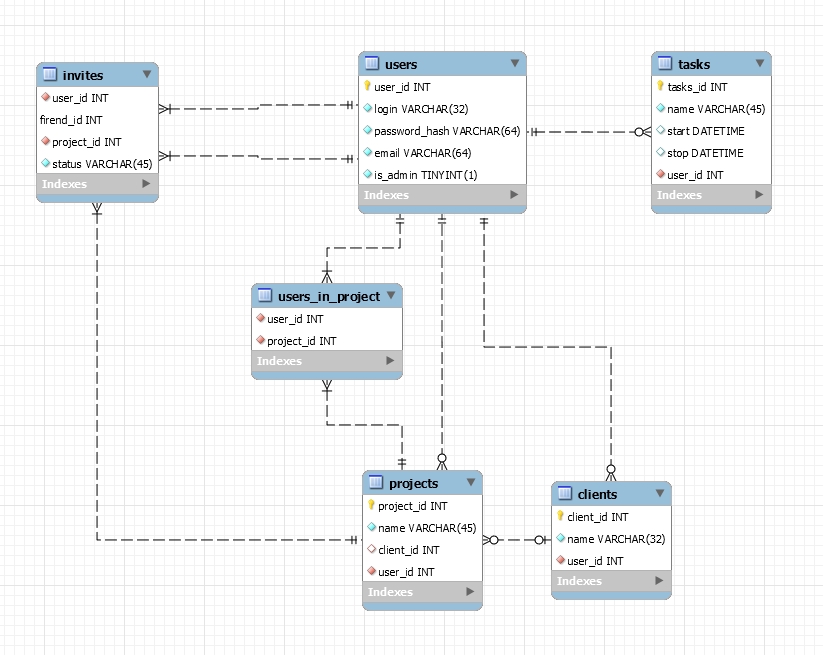 invites
user_id INT
firend_id INT
project_id INT
status VARCHAR(45)
Indexes
users
user_id INT
login VARCHAR(32)
password_hash VARCHAR(64)
email VARCHAR(64)
is_admin TINYINT(1)
Indexes
tasks
tasks_id INT
name VARCHAR(45)
start DATETIME
stop DATETIME
user_id INT
Indexes
users_in_project
user_id INT
project_id INT
Indexes
projects
project_id INT
name VARCHAR(45)
client_id INT
user_id INT
Indexes
clients
client_id INT
name VARCHAR(32)
user_id INT
Indexes